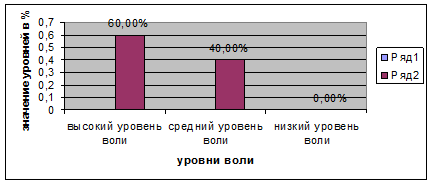 значение уровней в %
0,7
0,6
0,5
0,4
0,3
0,2
0,1
0
60,00%
40,00%
0,00%
высокий уровень воли
средний уровень воли
низкий уровень воли
уровни воли
Ряд1
Ряд2